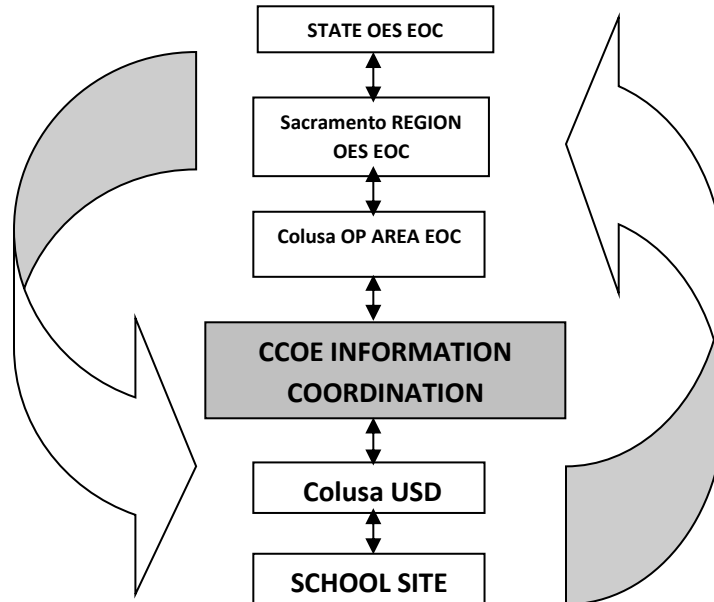 STATE OES EOC
Sacramento REGION
OES EOC
Colusa OP AREA EOC
CCOE INFORMATION
COORDINATION
Colusa USD
SCHOOL SITE